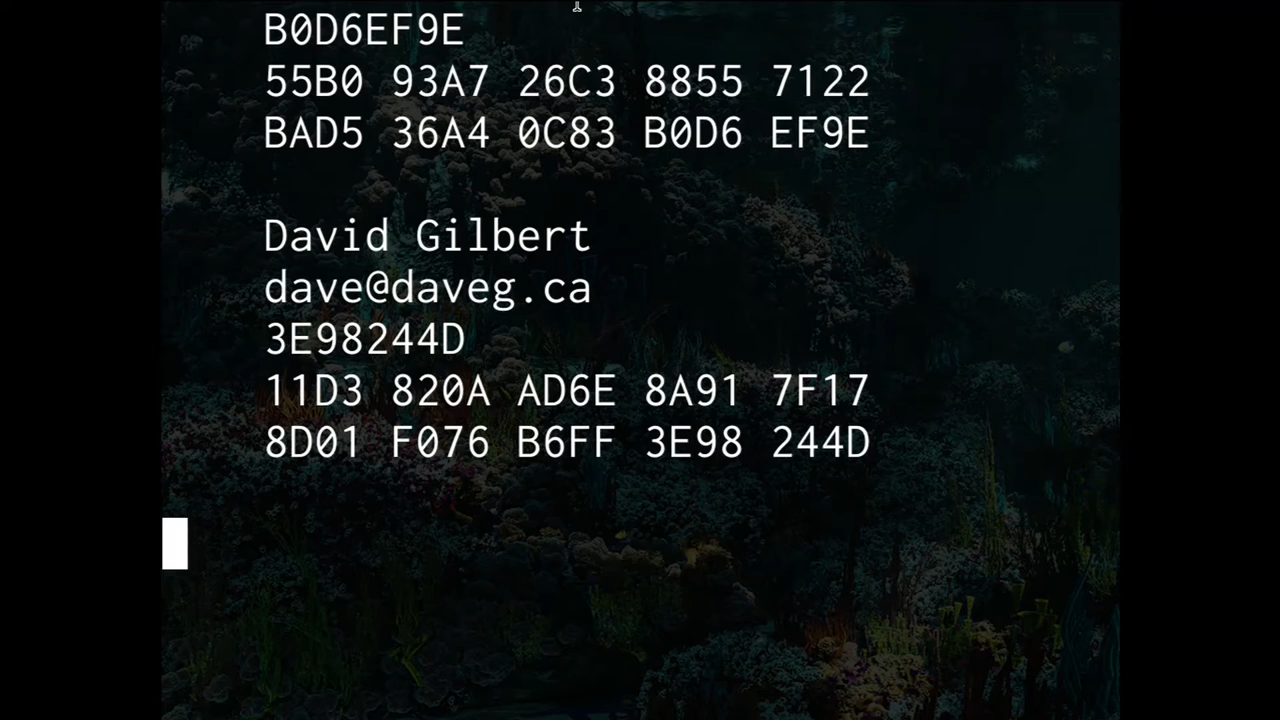 B0D6EF9E
55B0 93A7 26C3 8855 7122
BAD5 36A4 0C83 B0D6 EF9E
David Gilbert
dave@daveg.ca
3E98244D
11D3 820A AD6E 8A91 7F17
8D01 F076 B6FF 3E98 244D